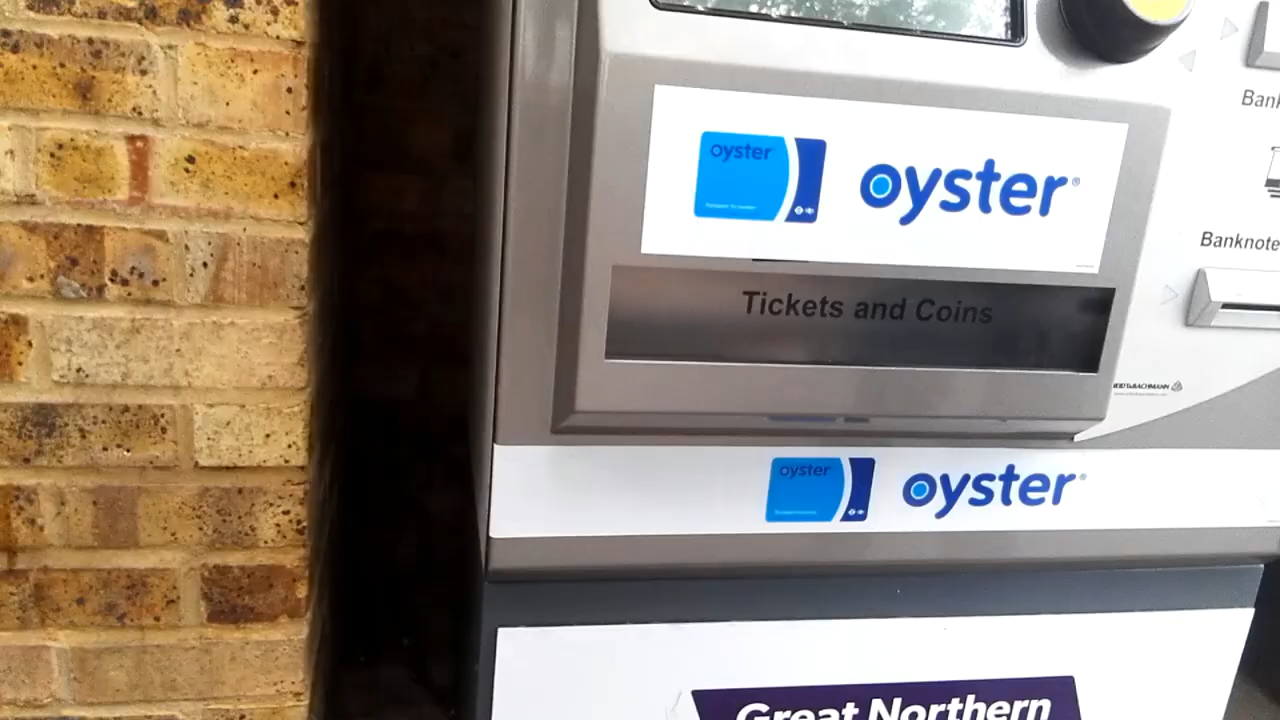 oyster
oyster®
Tickets and Coins
Bank
Banknote
oyster
oyster®
Great Northern